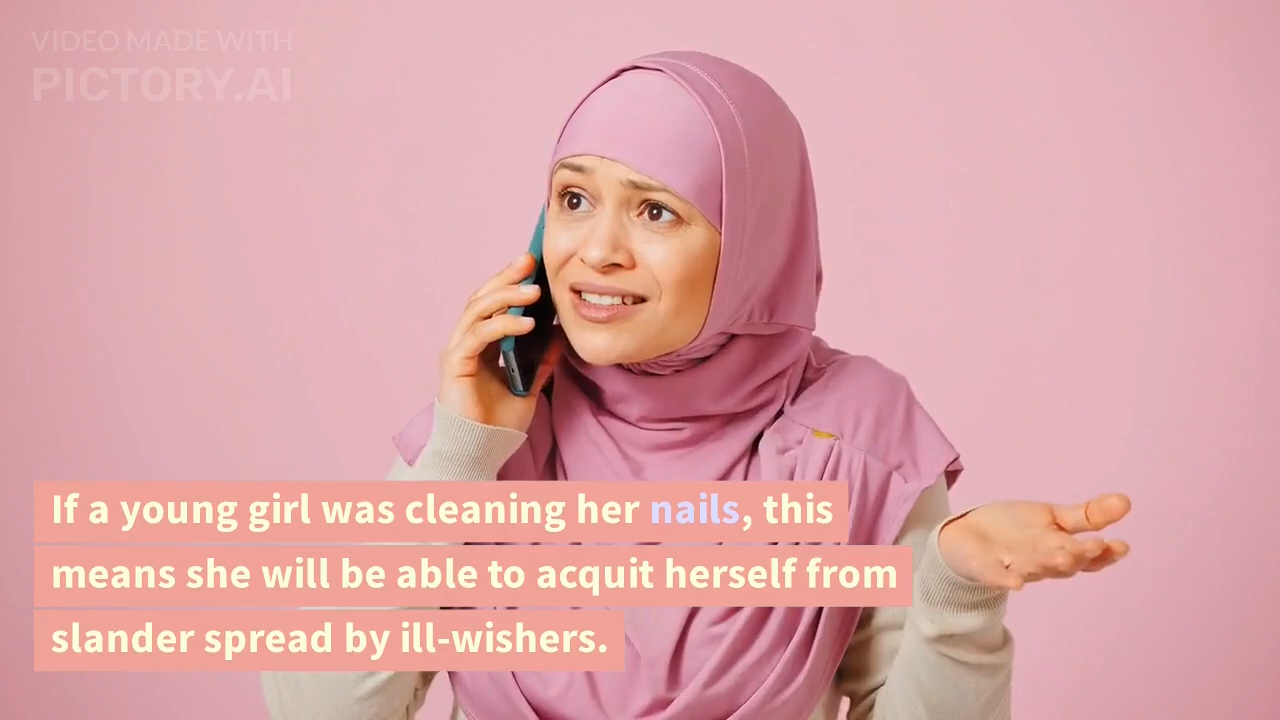 VIDEO MADE WITH
PICTORY.AI
If a young girl was cleaning her nails, this
means she will be able to acquit herself from
slander spread by ill-wishers.